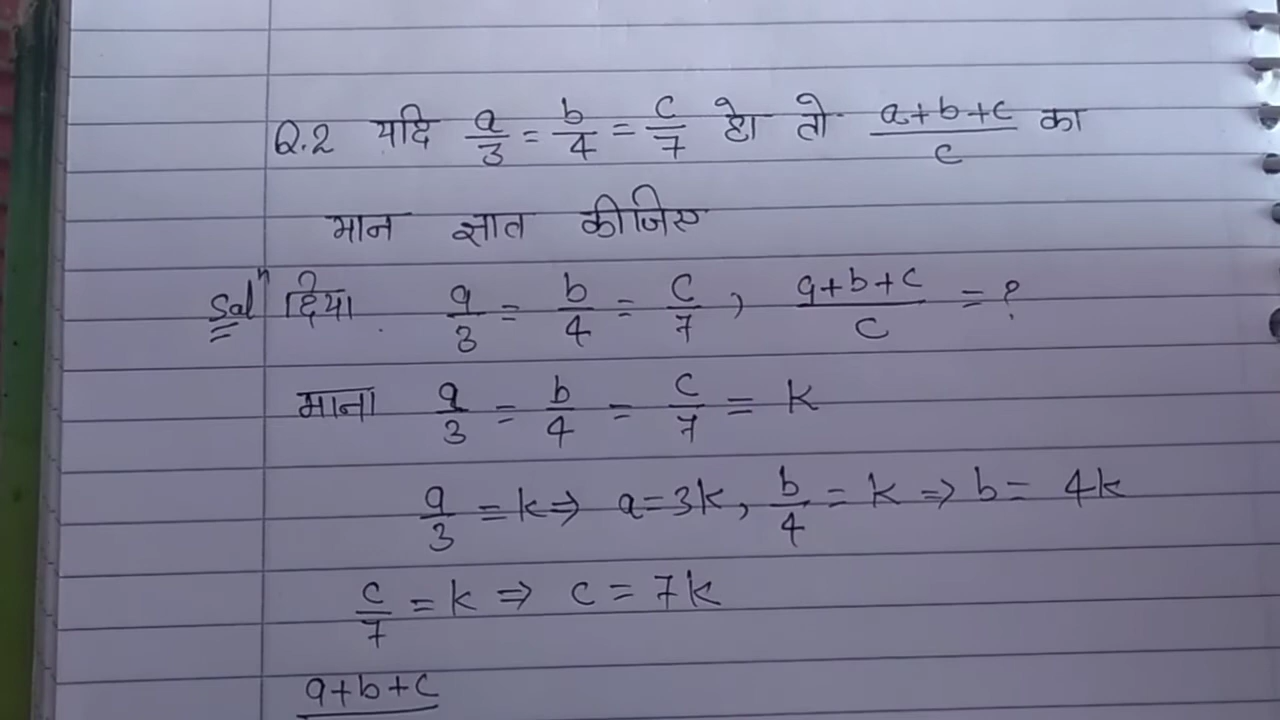 Q.2 यदि a/3 = b/4 = c/7 हो तो (a+b+c)/c का
मान ज्ञात कीजिए
Solⁿ दिया a/3 = b/4 = c/7 , (a+b+c)/c = ?
माना a/3 = b/4 = c/7 = k
a/3 = k ⇒ a=3k, b/4 = k ⇒ b = 4k
c/7 = k ⇒ c = 7k
a+b+c